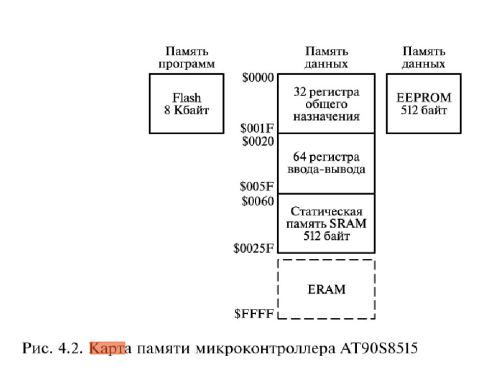 Память
программ
Flash
8 Кбайт
Память
данных
$0000
32 регистра
общего
назначения
$001F
$0020
64 регистра
ввода-вывода
$005F
$0060
Статическая
память SRAM
512 байт
$0025F
ERAM
$FFFF
Память
данных
EEPROM
512 байт
Рис. 4.2. Карта памяти микроконтроллера AT90S8515